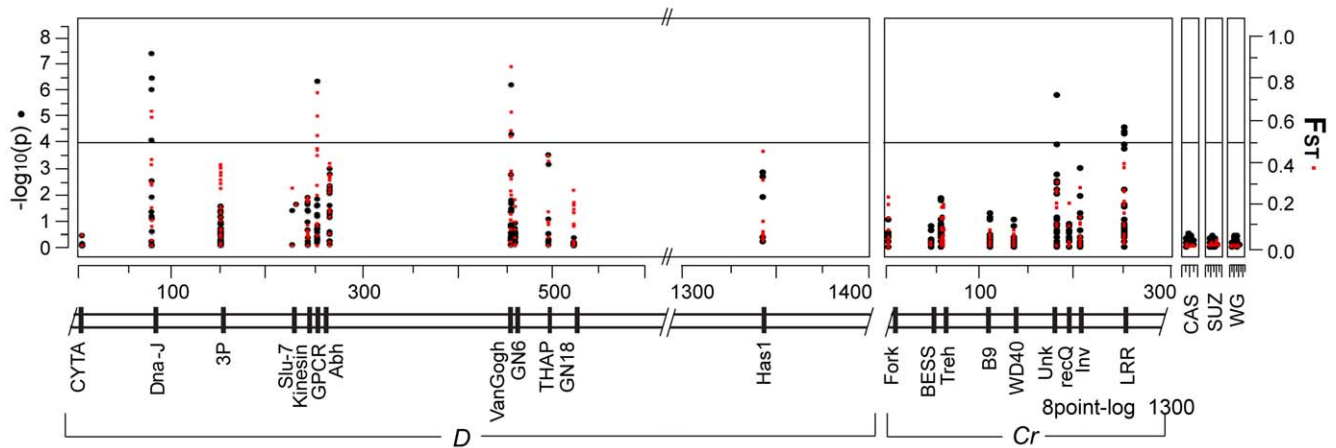 8
7
6
5
4
3
2
1
0
-log10(p)
1.0
0.8
0.6
0.4
0.2
0.0
FST
100 300 500 1300 1400 100 300
CYTA
Dna-J
3P
Slu-7
Kinesin
GPCR
Abh
VanGogh
GN6
THAP
GN18
Has1
Fork
BESS
Treh
B9
WD40
Unk
recQ
Inv
LRR
CAS
SUZ
WG
8point-log 1300
D
Cr